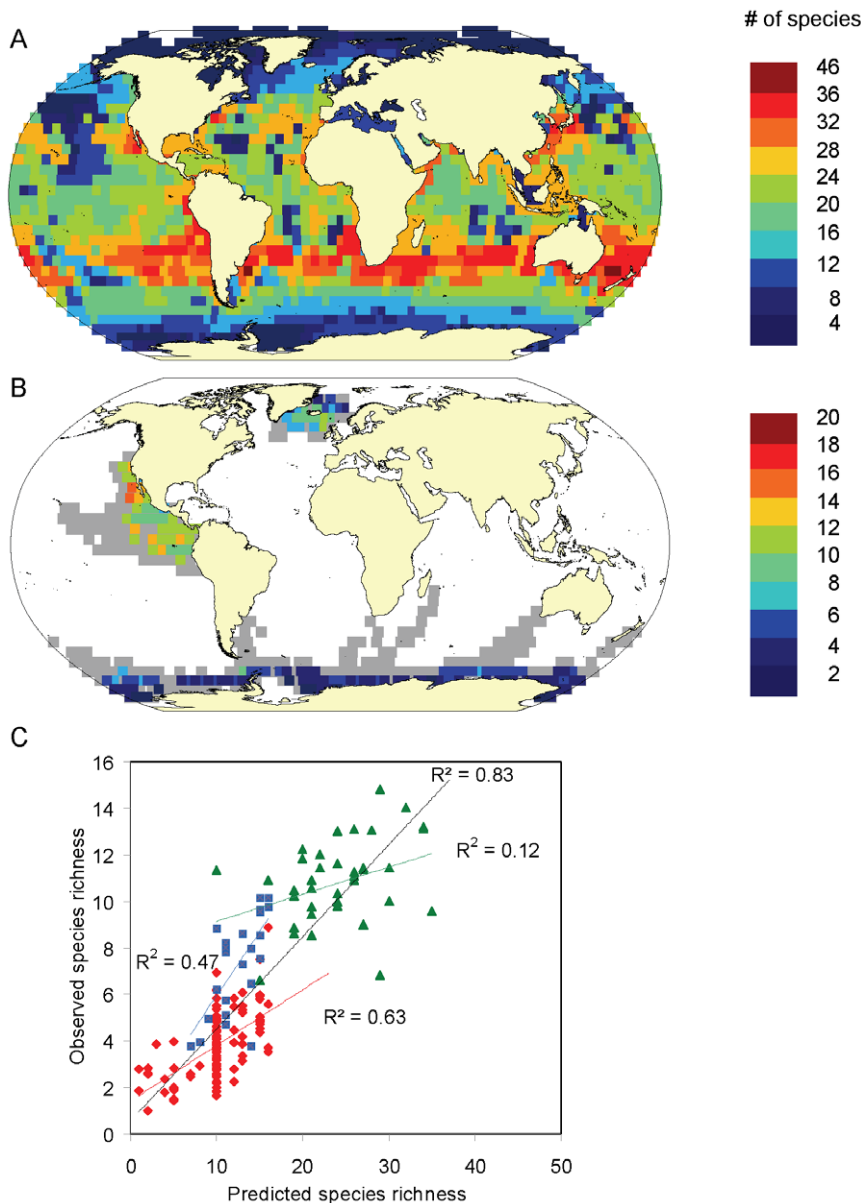 # of species
A
46
36
32
28
24
20
16
12
8
4
B
20
18
16
14
12
10
8
6
4
2
C
16
14
12
10
8
6
4
2
0
R² = 0.83
R² = 0.12
R² = 0.47
R² = 0.63
Observed species richness
0 10 20 30 40 50
Predicted species richness